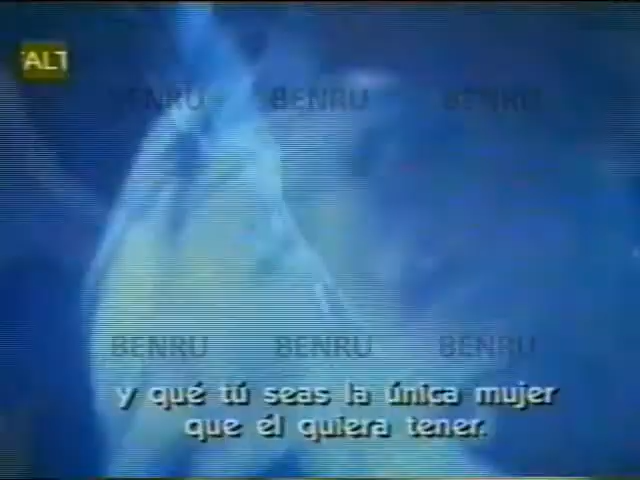 ALT
BENRU BENRU BENRU
BENRU BENRU BENRU
y qué tú seas la única mujer
que él quiera tener.